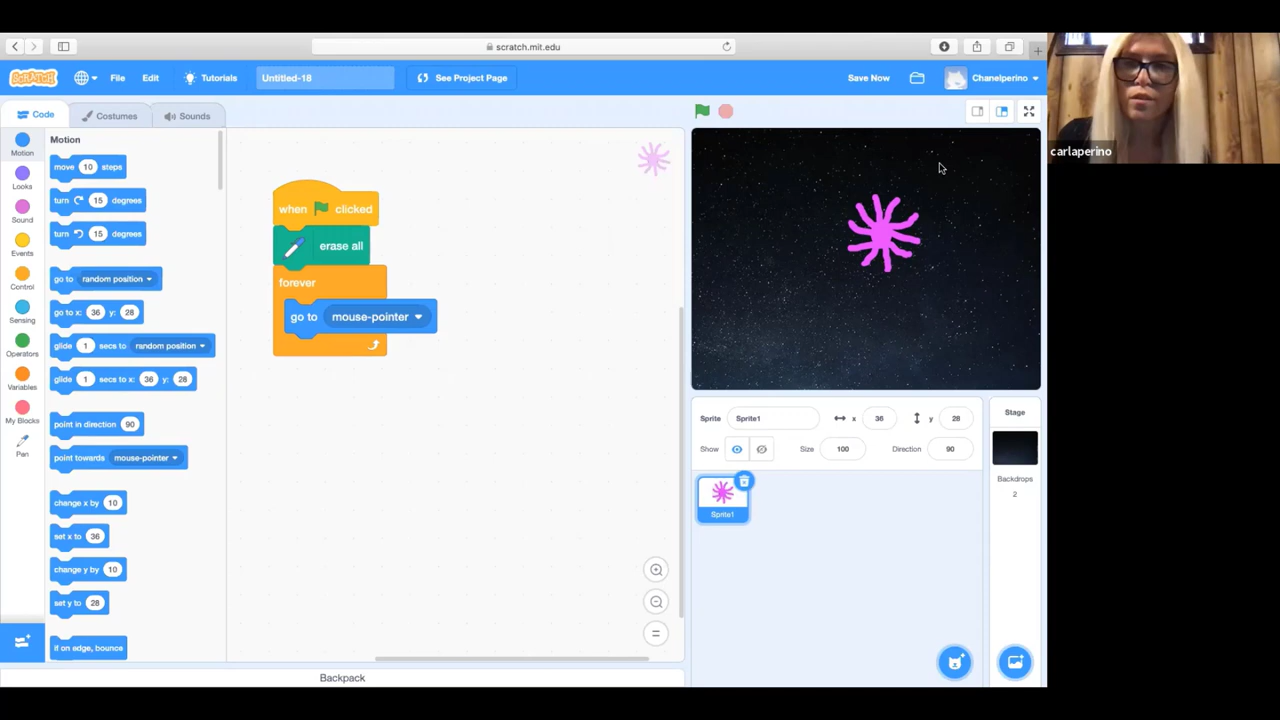 scratch.mit.edu
SCRATCH
File
Edit
Tutorials
Untitled-18
See Project Page
Save Now
Chanelperino
Code
Costumes
Sounds
carlaperino
Motion
Looks
Sound
Events
Control
Sensing
Operators
Variables
My Blocks
Pen
Motion
move 10 steps
turn 15 degrees
turn 15 degrees
go to random position
go to x: 36 y: 28
glide 1 secs to random position
glide 1 secs to x: 36 y: 28
point in direction 90
point towards mouse-pointer
change x by 10
set x to 36
change y by 10
set y to 28
if on edge, bounce
when clicked
erase all
forever
go to mouse-pointer
Sprite Sprite1 x 36 y 28
Show Size 100 Direction 90
Sprite1
Stage
Backdrops
2
Backpack